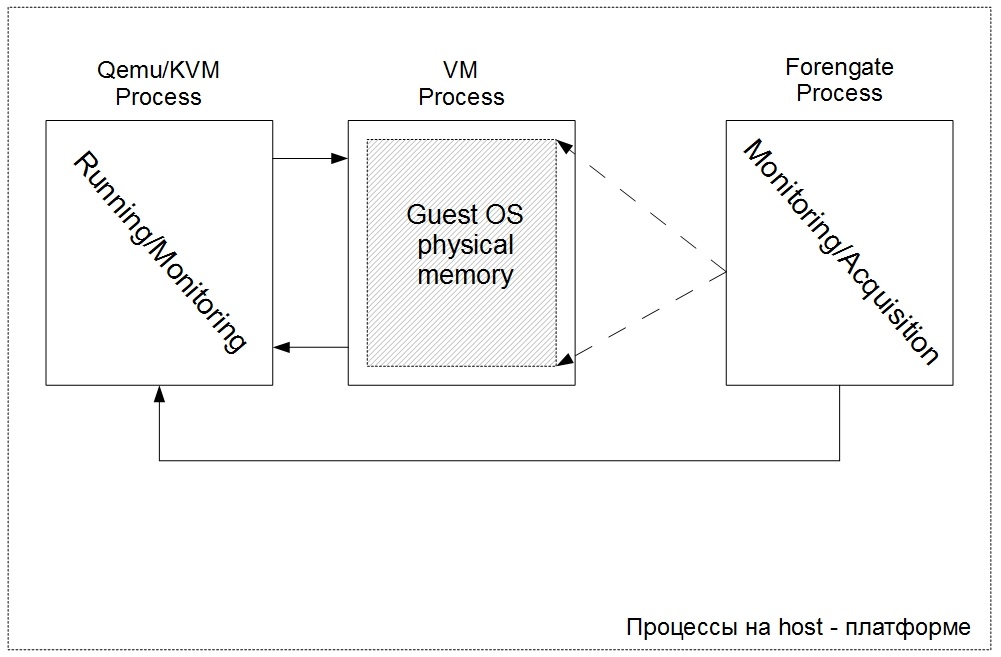 Qemu/KVM
Process
VM
Process
Forengate
Process
Running/Monitoring
Guest OS
physical
memory
Monitoring/Acquisition
Процессы на host - платформе